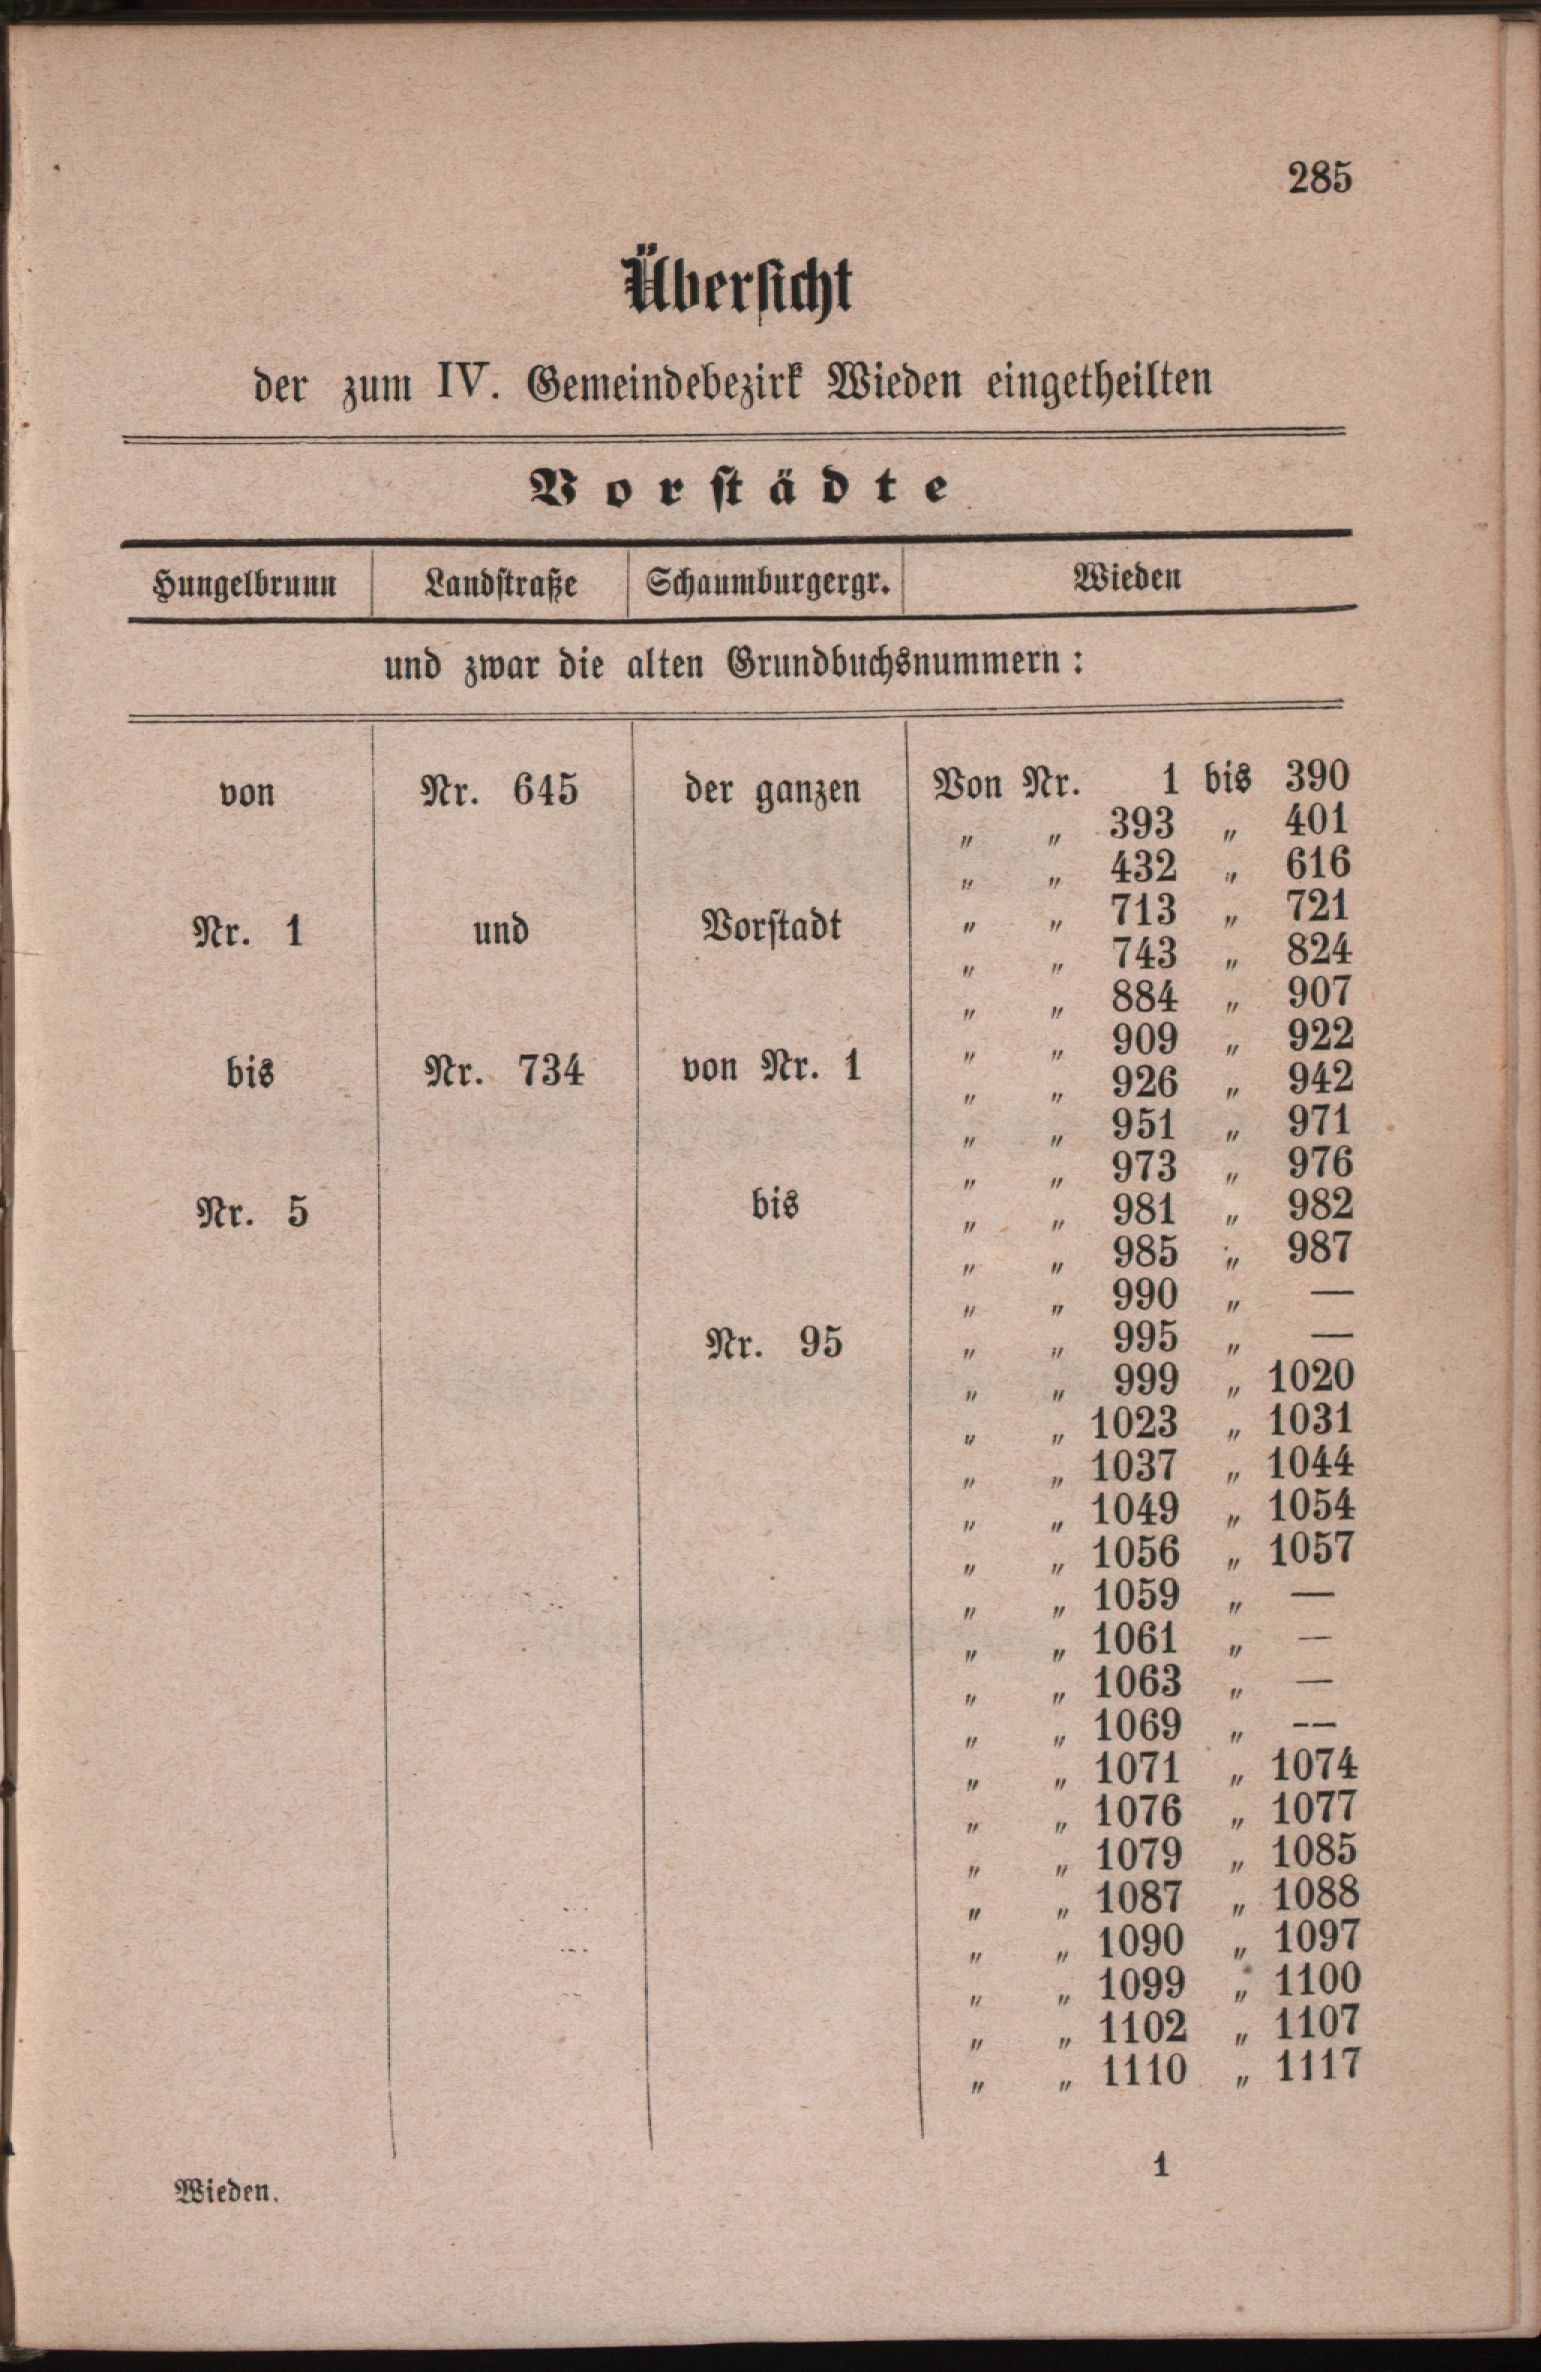 285
Übersicht
der zum IV. Gemeindebezirk Wieden eingetheilten
Vorstädte
Hungelbrunn Landstraße Schaumburgergr. Wieden
und zwar die alten Grundbuchsnummern:
von
Nr. 1
bis
Nr. 5
Nr. 645
und
Nr. 734
der ganzen
Vorstadt
von Nr. 1
bis
Nr. 95
Von Nr. 1 bis 390
„ „ 393 „ 401
„ „ 432 „ 616
„ „ 713 „ 721
„ „ 743 „ 824
„ „ 884 „ 907
„ „ 909 „ 922
„ „ 926 „ 942
„ „ 951 „ 971
„ „ 973 „ 976
„ „ 981 „ 982
„ „ 985 „ 987
„ „ 990 „ —
„ „ 995 „ —
„ „ 999 „ 1020
„ „ 1023 „ 1031
„ „ 1037 „ 1044
„ „ 1049 „ 1054
„ „ 1056 „ 1057
„ „ 1059 „ —
„ „ 1061 „ —
„ „ 1063 „ —
„ „ 1069 „ —
„ „ 1071 „ 1074
„ „ 1076 „ 1077
„ „ 1079 „ 1085
„ „ 1087 „ 1088
„ „ 1090 „ 1097
„ „ 1099 „ 1100
„ „ 1102 „ 1107
„ „ 1110 „ 1117
Wieden. 1